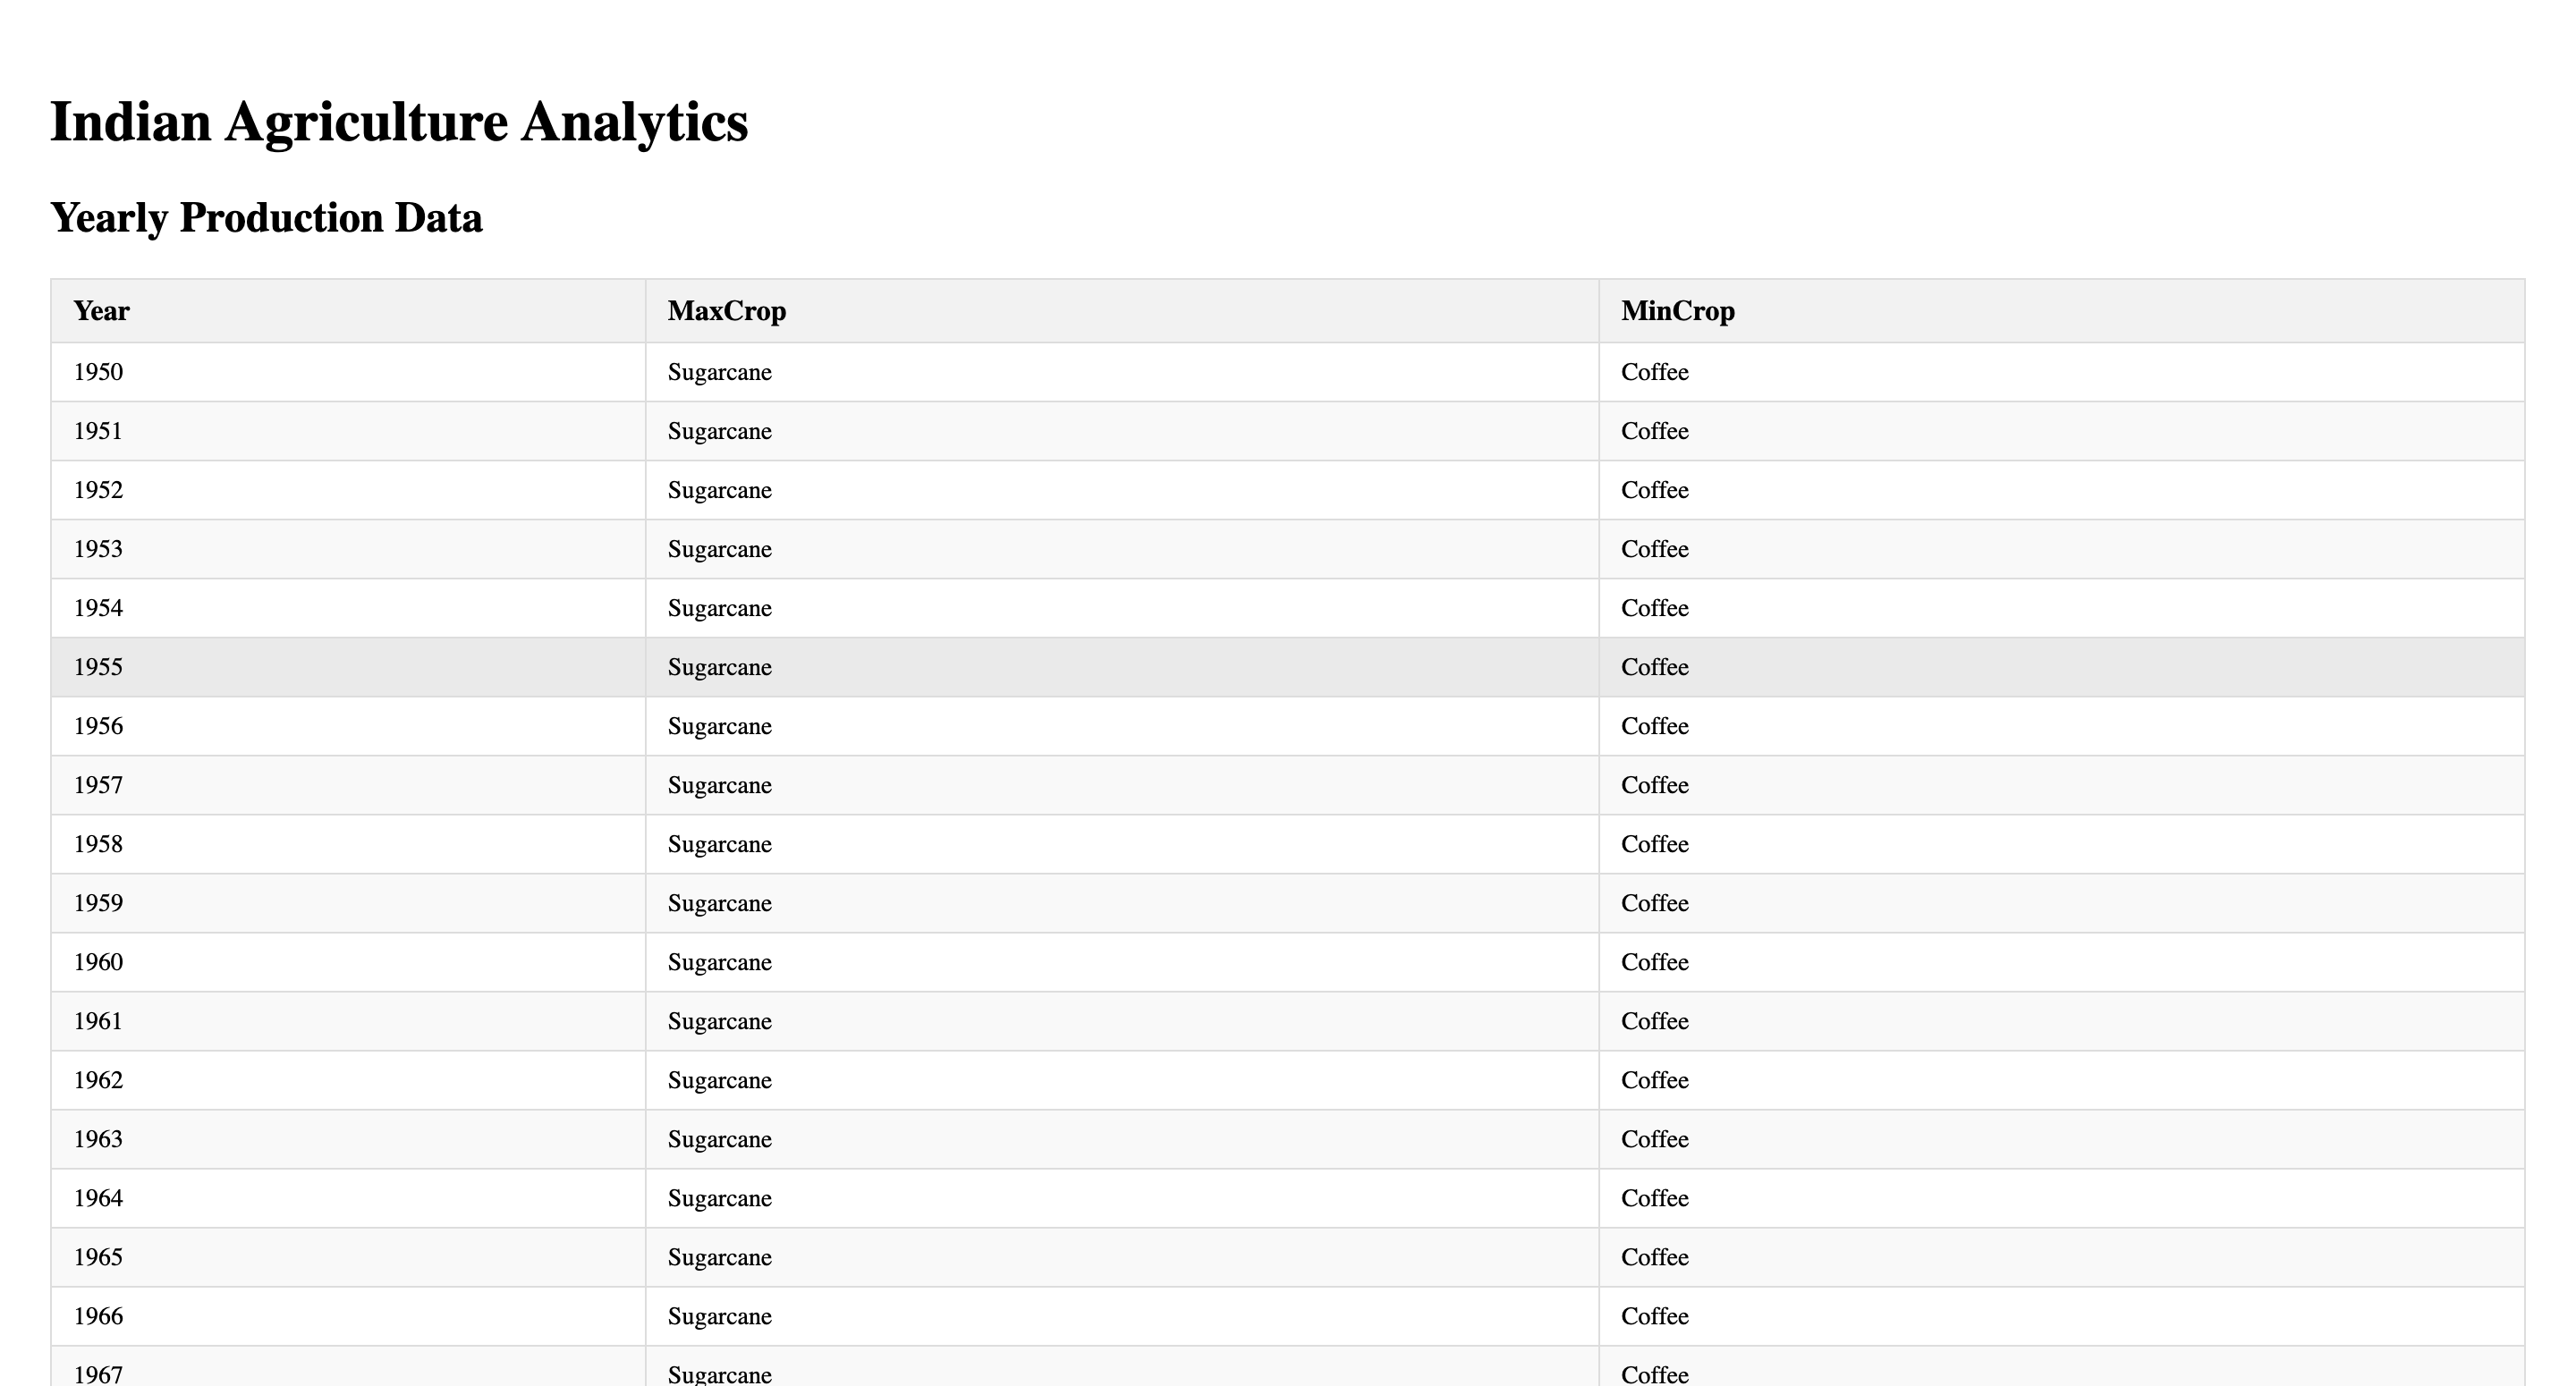 Indian Agriculture Analytics
Yearly Production Data
Year MaxCrop MinCrop
1950 Sugarcane Coffee
1951 Sugarcane Coffee
1952 Sugarcane Coffee
1953 Sugarcane Coffee
1954 Sugarcane Coffee
1955 Sugarcane Coffee
1956 Sugarcane Coffee
1957 Sugarcane Coffee
1958 Sugarcane Coffee
1959 Sugarcane Coffee
1960 Sugarcane Coffee
1961 Sugarcane Coffee
1962 Sugarcane Coffee
1963 Sugarcane Coffee
1964 Sugarcane Coffee
1965 Sugarcane Coffee
1966 Sugarcane Coffee
1967 Sugarcane Coffee